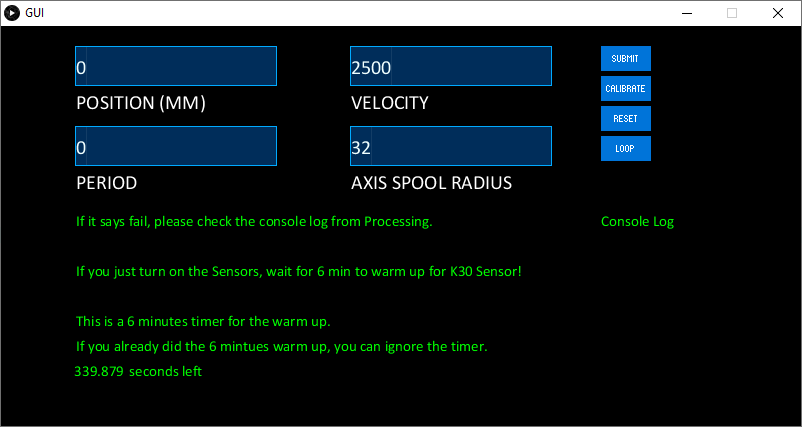 GUI
0
2500
SUBMIT
POSITION (MM)
VELOCITY
CALIBRATE
RESET
0
32
LOOP
PERIOD
AXIS SPOOL RADIUS
If it says fail, please check the console log from Processing.
Console Log
If you just turn on the Sensors, wait for 6 min to warm up for K30 Sensor!
This is a 6 minutes timer for the warm up.
If you already did the 6 mintues warm up, you can ignore the timer.
339.879 seconds left